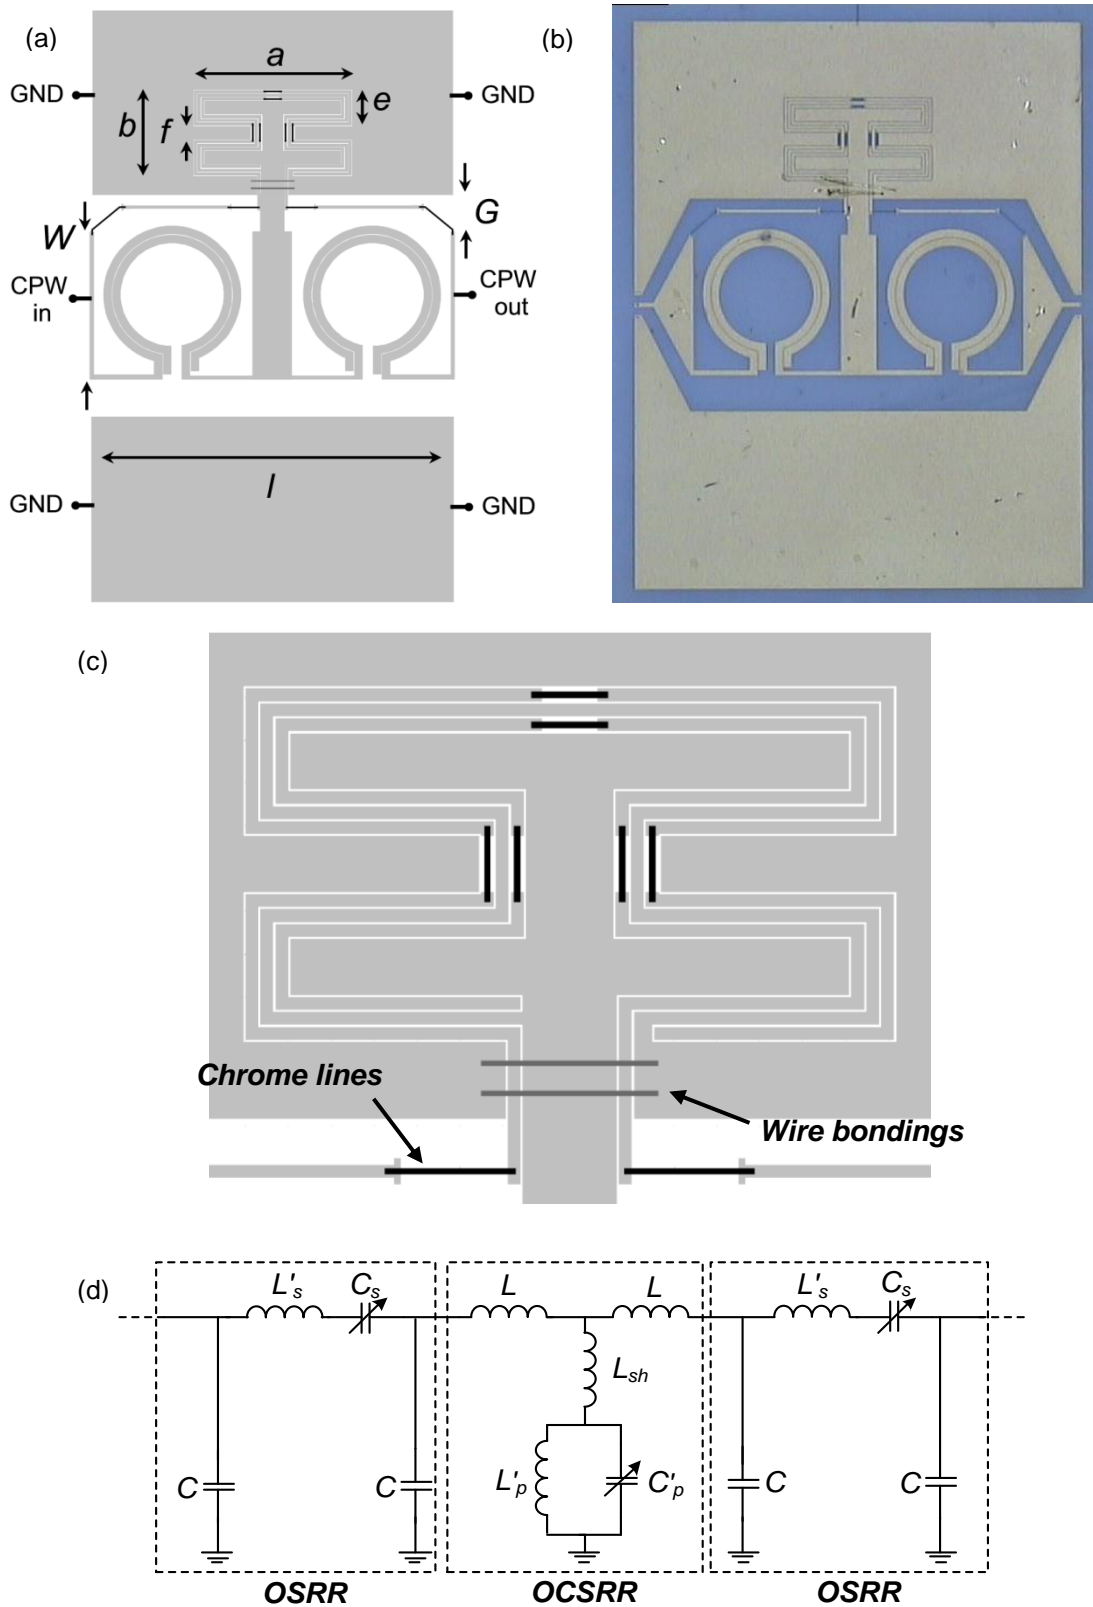 (a)
(b)
a
GND
GND
e
b
f
G
W
CPW
in
CPW
out
l
GND
GND
(c)
Chrome lines
Wire bondings
(d)
L's
Cs
L
L
L's
Cs
Lsh
C
C
L'p
C'p
C
C
OSRR
OCSRR
OSRR